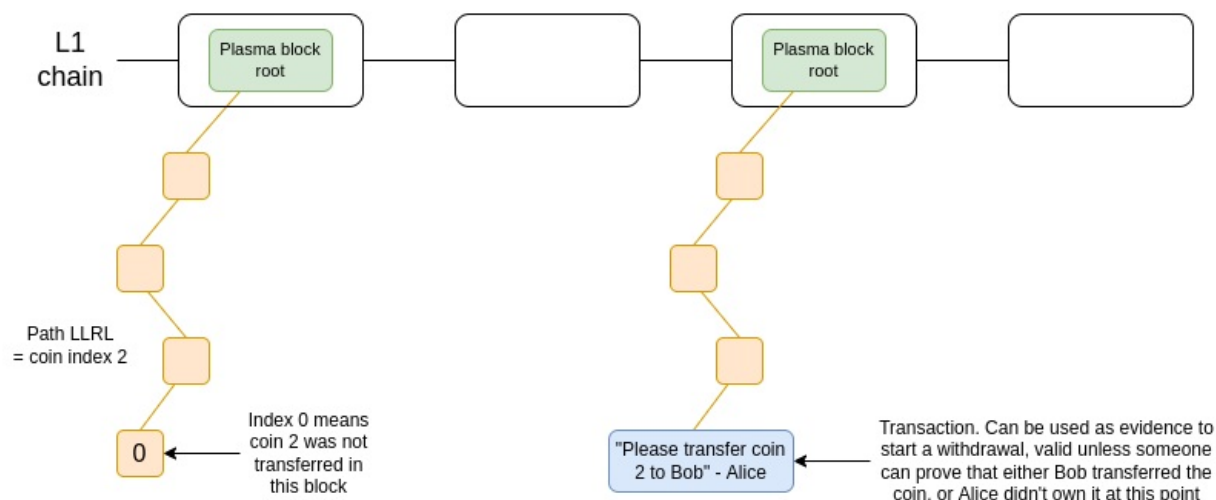 L1
chain
Plasma block
root
Plasma block
root
Path LLRL
= coin index 2
0
Index 0 means
coin 2 was not
transferred in
this block
"Please transfer coin
2 to Bob" - Alice
Transaction. Can be used as evidence to
start a withdrawal, valid unless someone
can prove that either Bob transferred the
coin, or Alice didn't own it at this point